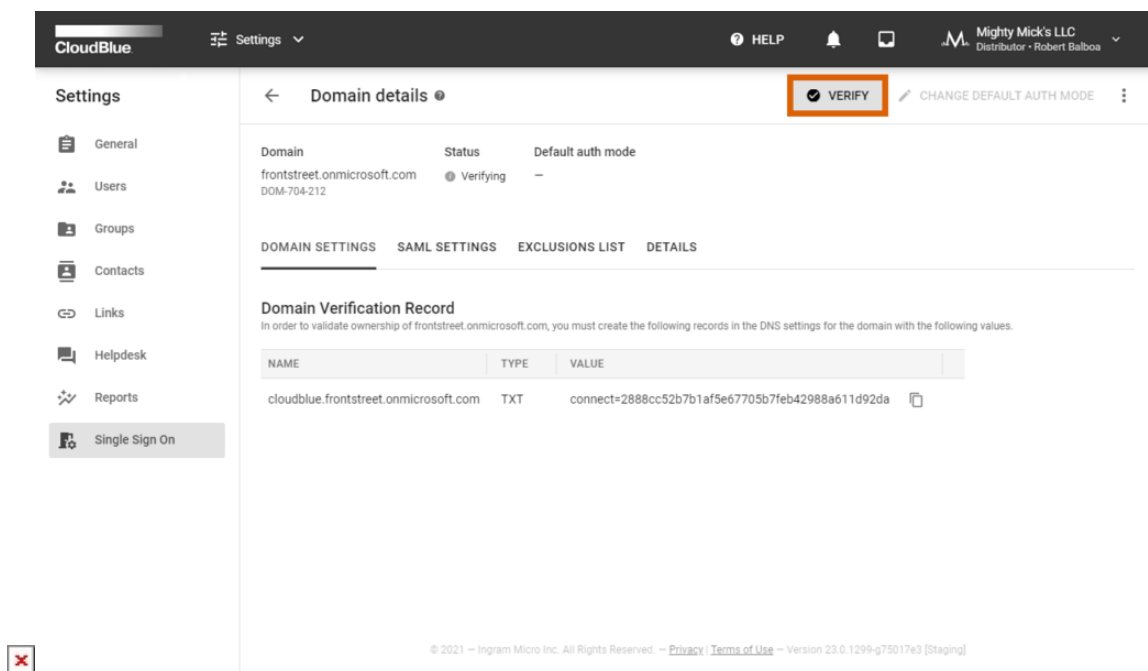 CloudBlue
Settings
HELP
Mighty Mick's LLC
Distributor • Robert Balboa
Settings
General
Users
Groups
Contacts
Links
Helpdesk
Reports
Single Sign On
Domain details
VERIFY
CHANGE DEFAULT AUTH MODE
Domain Status Default auth mode
frontstreet.onmicrosoft.com Verifying —
DOM-704-212
DOMAIN SETTINGS SAML SETTINGS EXCLUSIONS LIST DETAILS
Domain Verification Record
In order to validate ownership of frontstreet.onmicrosoft.com, you must create the following records in the DNS settings for the domain with the following values.
NAME TYPE VALUE
cloudblue.frontstreet.onmicrosoft.com TXT connect=2888cc52b7b1af5e67705b7feb42988a611d92da
© 2021 — Ingram Micro Inc. All Rights Reserved. — Privacy | Terms of Use — Version 23.0.1299-g75017e3 [Staging]